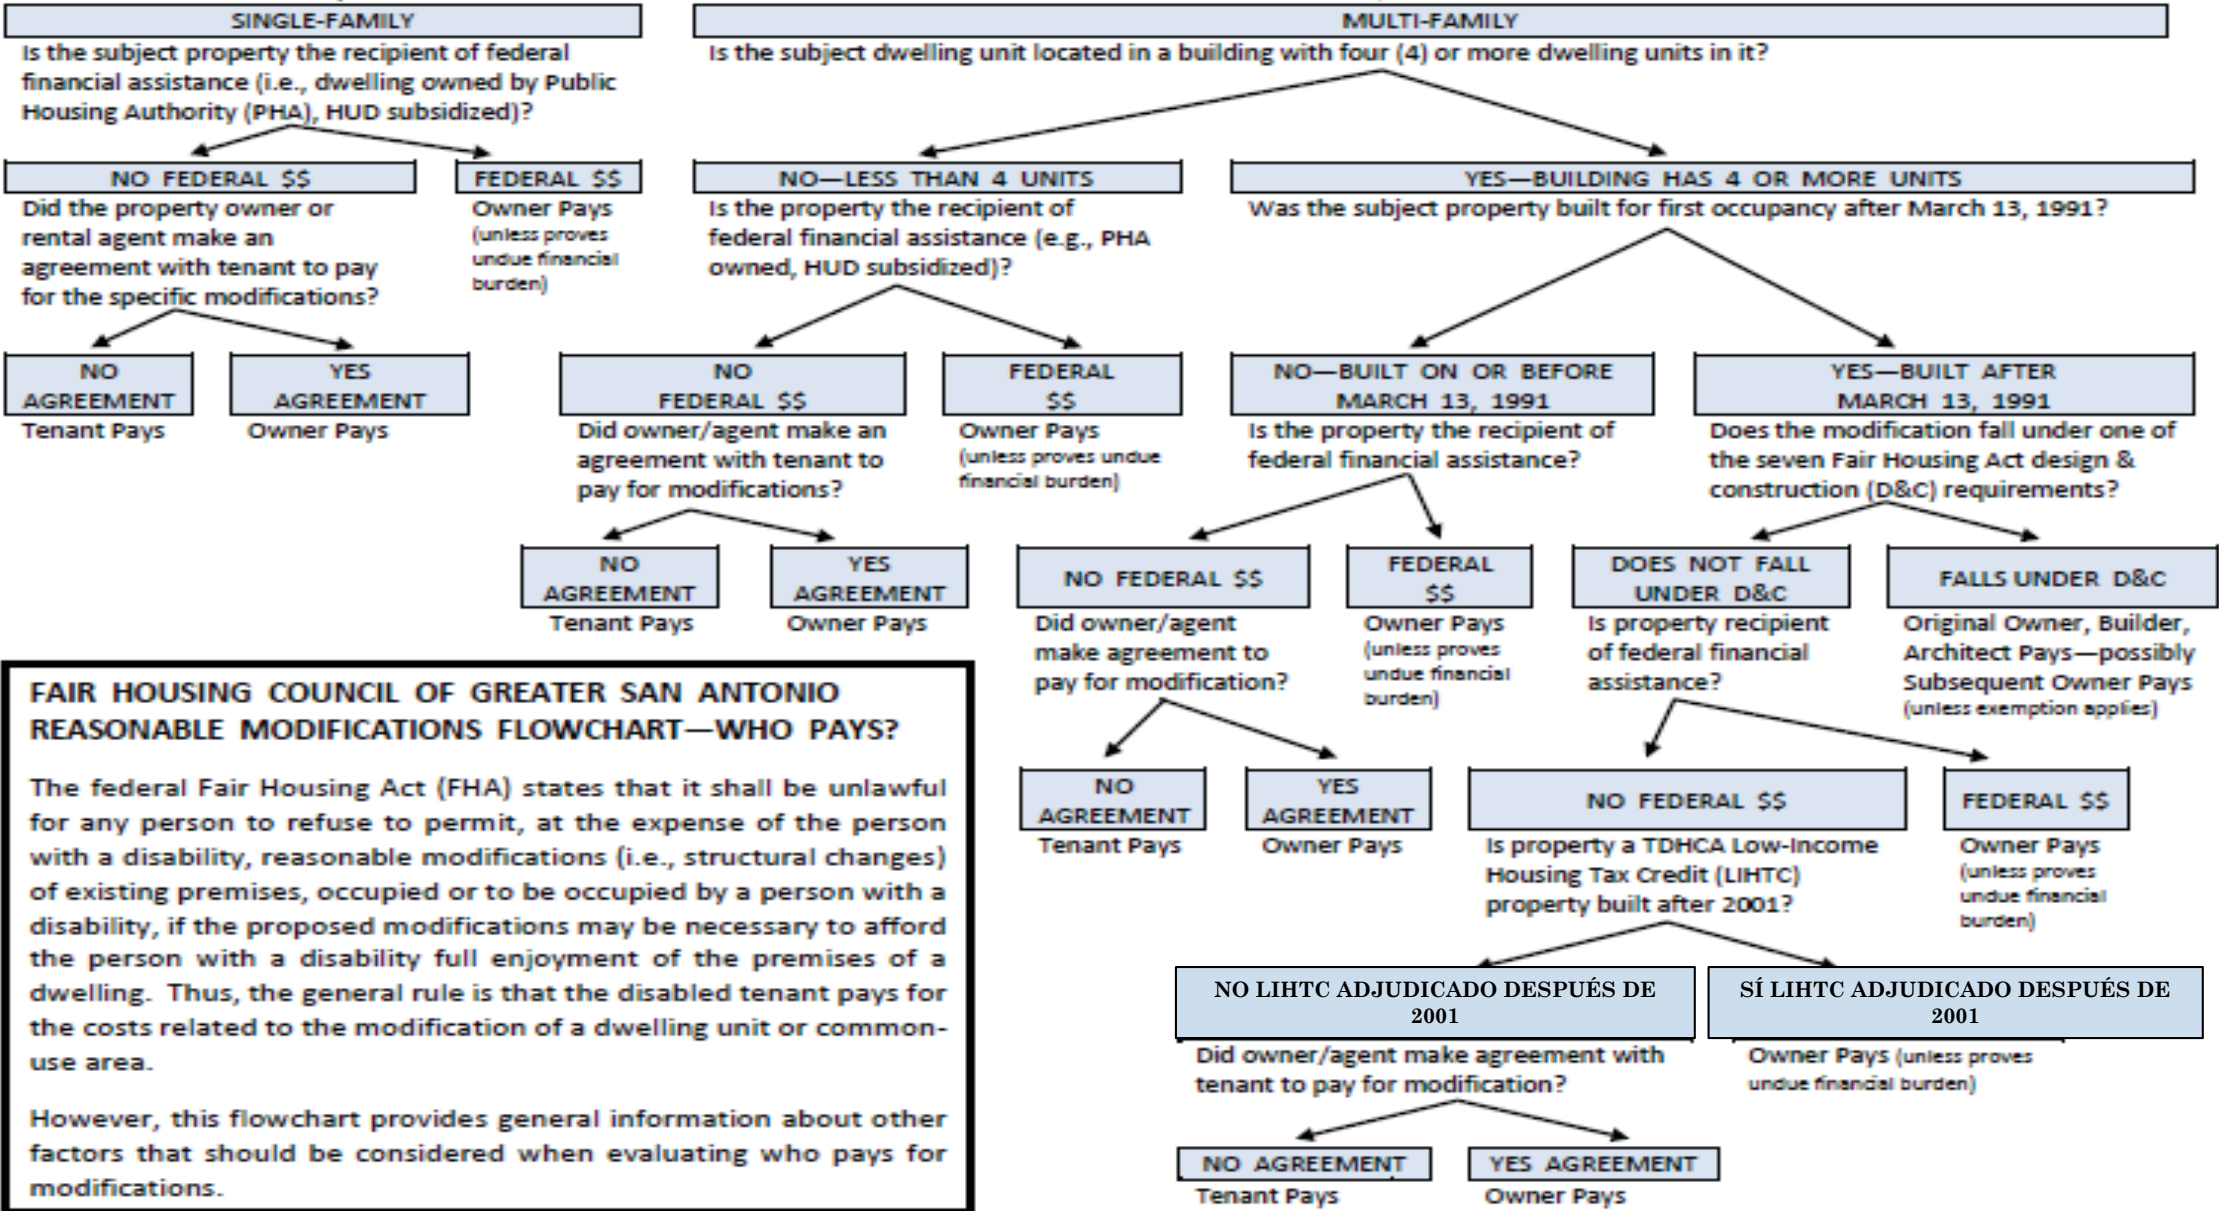 SINGLE-FAMILY
Is the subject property the recipient of federal
financial assistance (i.e., dwelling owned by Public
Housing Authority (PHA), HUD subsidized)?
MULTI-FAMILY
Is the subject dwelling unit located in a building with four (4) or more dwelling units in it?
NO FEDERAL $$
Did the property owner or
rental agent make an
agreement with tenant to pay
for the specific modifications?
FEDERAL $$
Owner Pays
(unless proves
undue financial
burden)
NO—LESS THAN 4 UNITS
Is the property the recipient of
federal financial assistance (e.g., PHA
owned, HUD subsidized)?
YES—BUILDING HAS 4 OR MORE UNITS
Was the subject property built for first occupancy after March 13, 1991?
NO
AGREEMENT
Tenant Pays
YES
AGREEMENT
Owner Pays
NO
FEDERAL $$
Did owner/agent make an
agreement with tenant to
pay for modifications?
FEDERAL
$$
Owner Pays
(unless proves undue
financial burden)
NO—BUILT ON OR BEFORE
MARCH 13, 1991
Is the property the recipient of
federal financial assistance?
YES—BUILT AFTER
MARCH 13, 1991
Does the modification fall under one of
the seven Fair Housing Act design &
construction (D&C) requirements?
NO
AGREEMENT
Tenant Pays
YES
AGREEMENT
Owner Pays
NO FEDERAL $$
Did owner/agent
make agreement to
pay for modification?
FEDERAL
$$
Owner Pays
(unless proves
undue financial
burden)
DOES NOT FALL
UNDER D&C
Is property recipient
of federal financial
assistance?
FALLS UNDER D&C
Original Owner, Builder,
Architect Pays—possibly
Subsequent Owner Pays
(unless exemption applies)
NO
AGREEMENT
Tenant Pays
YES
AGREEMENT
Owner Pays
NO FEDERAL $$
Is property a TDHCA Low-Income
Housing Tax Credit (LIHTC)
property built after 2001?
FEDERAL $$
Owner Pays
(unless proves
undue financial
burden)
NO LIHTC ADJUDICADO DESPUÉS DE
2001
Did owner/agent make agreement with
tenant to pay for modification?
SÍ LIHTC ADJUDICADO DESPUÉS DE
2001
Owner Pays (unless proves
undue financial burden)
NO AGREEMENT
Tenant Pays
YES AGREEMENT
Owner Pays
FAIR HOUSING COUNCIL OF GREATER SAN ANTONIO
REASONABLE MODIFICATIONS FLOWCHART—WHO PAYS?
The federal Fair Housing Act (FHA) states that it shall be unlawful
for any person to refuse to permit, at the expense of the person
with a disability, reasonable modifications (i.e., structural changes)
of existing premises, occupied or to be occupied by a person with a
disability, if the proposed modifications may be necessary to afford
the person with a disability full enjoyment of the premises of a
dwelling. Thus, the general rule is that the disabled tenant pays for
the costs related to the modification of a dwelling unit or common-
use area.
However, this flowchart provides general information about other
factors that should be considered when evaluating who pays for
modifications.